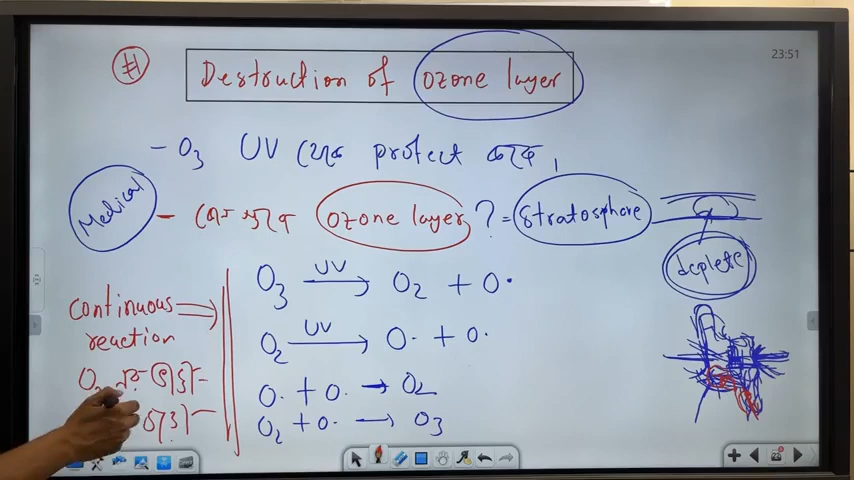 23:51
# Destruction of Ozone layer
- O₃ UV থেকে protect করে,
Medical
- কোন স্তরে Ozone layer ? = Stratosphere
deplete
O₃ —UV→ O₂ + O·
continuous ⇒
reaction
O₂ —UV→ O· + O·
O· + O· → O₂
O₂ + O· → O₃